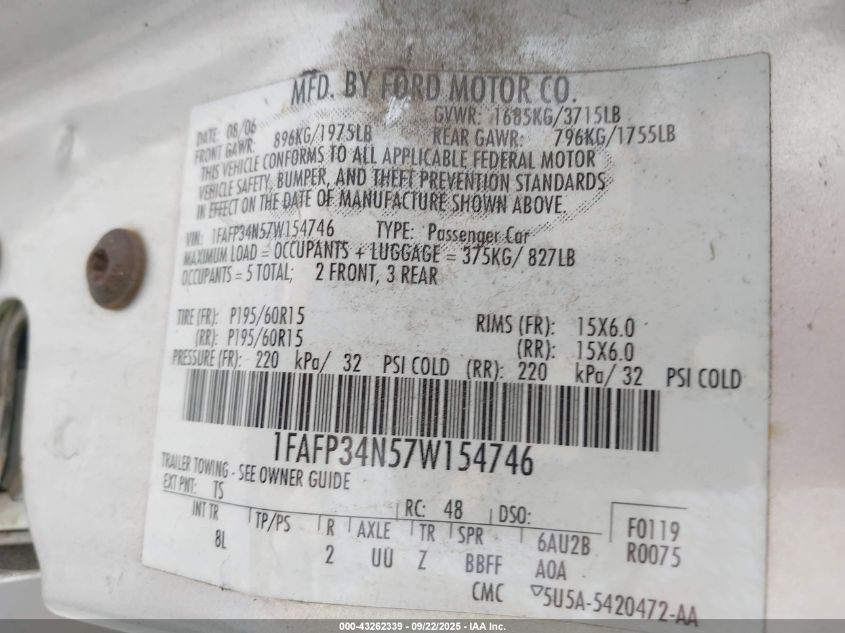 MFD. BY FORD MOTOR CO.
DATE: 08/06 GVWR: 1685KG/3715LB
FRONT GAWR: 896KG/1975LB REAR GAWR: 796KG/1755LB
THIS VEHICLE CONFORMS TO ALL APPLICABLE FEDERAL MOTOR
VEHICLE SAFETY, BUMPER, AND THEFT PREVENTION STANDARDS
IN EFFECT ON THE DATE OF MANUFACTURE SHOWN ABOVE.
VIN: 1FAFP34N57W154746 TYPE: Passenger Car
MAXIMUM LOAD = OCCUPANTS + LUGGAGE = 375KG/ 827LB
OCCUPANTS = 5 TOTAL; 2 FRONT, 3 REAR
TIRE (FR): P195/60R15 RIMS (FR): 15X6.0
(RR): P195/60R15 (RR): 15X6.0
PRESSURE (FR): 220 kPa/ 32 PSI COLD (RR): 220 kPa/ 32 PSI COLD
1FAFP34N57W154746
TRAILER TOWING - SEE OWNER GUIDE
EXT PNT: TS RC: 48 DSO: F0119
INT TR TP/PS R AXLE TR SPR 6AU2B R0075
8L 2 UU Z BBFF A0A
CMC ▽5U5A-5420472-AA
000-43262339 - 09/22/2025 - IAA Inc.